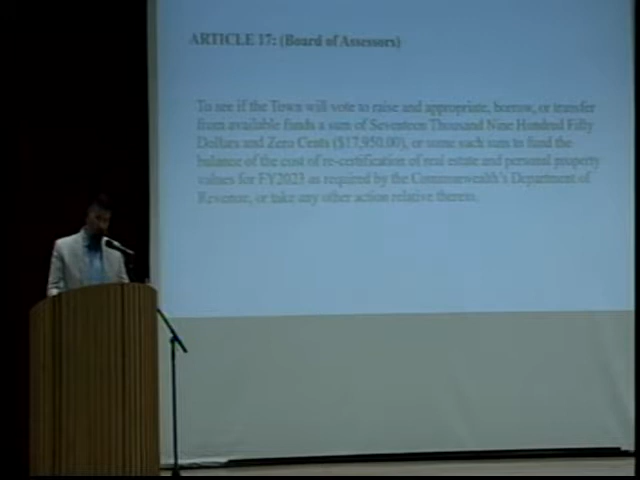 ARTICLE 17: (Board of Assessors)
To see if the Town will vote to raise and appropriate, borrow, or transfer
from available funds a sum of Seventeen Thousand Nine Hundred Fifty
Dollars and Zero Cents ($17,950.00), or some such sum to fund the
balance of the cost of re-certification of real estate and personal property
values for FY2023 as required by the Commonwealth's Department of
Revenue, or take any other action relative thereto.